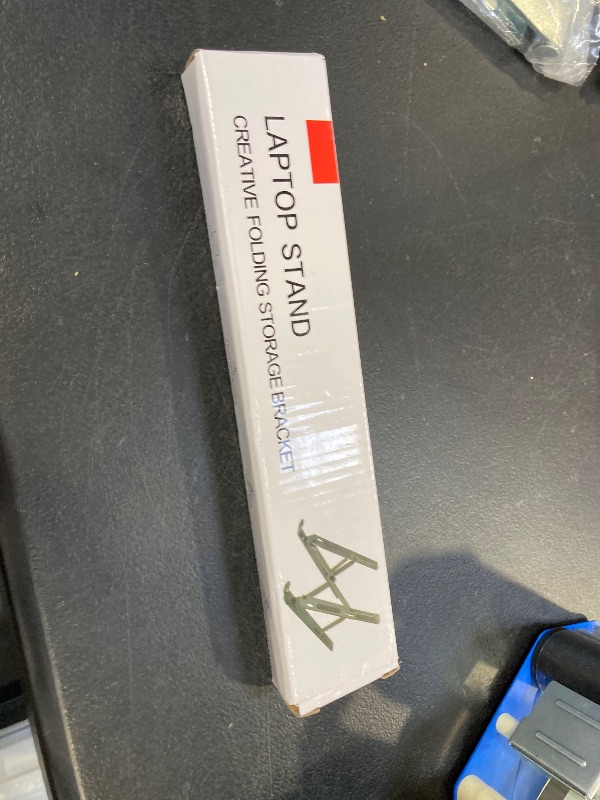 LAPTOP STAND
CREATIVE FOLDING STORAGE BRACKET